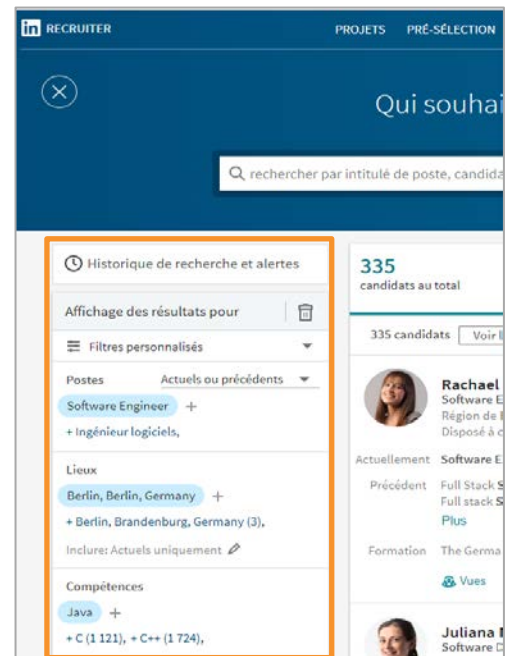 in RECRUITER
PROJETS PRÉ-SÉLECTION
Qui souhai
rechercher par intitulé de poste, candida
Historique de recherche et alertes
Affichage des résultats pour
Filtres personnalisés
Postes Actuels ou précédents
Software Engineer +
+ Ingénieur logiciels,
Lieux
Berlin, Berlin, Germany +
+ Berlin, Brandenburg, Germany (3),
Inclure: Actuels uniquement
Compétences
Java +
+ C (1 121), + C++ (1 724),
335
candidats au total
335 candidats Voir l
Rachael
Software E
Région de
Disposé à c
Actuellement Software E
Précédent Full Stack S
Full stack S
Plus
Formation The Germa
Vues
Juliana
Software